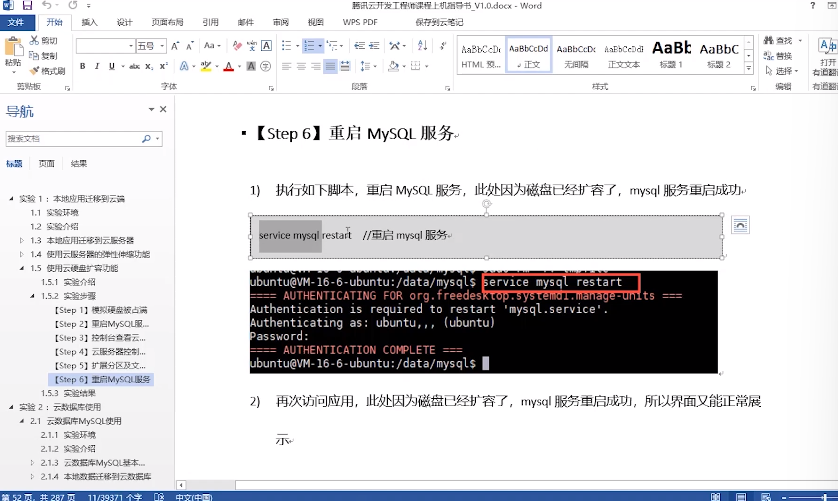 腾讯云开发工程师课程上机指导书_V1.0.docx - Word
文件 开始 插入 设计 页面布局 引用 邮件 审阅 视图 WPS PDF 保存到云笔记
粘贴 剪切 复制 格式刷
五号
AaBbCcDc AaBbCcDd AaBbCcDc AaBbCcDdI AaBb AaBbC
HTML 预... 正文 无间隔 正文文本 标题 1 标题 2
查找 替换 选择
打开 有道翻
剪贴板 字体 段落 样式 编辑 有道翻
导航
搜索文档
标题 页面 结果
实验 1:本地应用迁移到云端
1.1 实验环境
1.2 实验介绍
1.3 本地应用迁移到云服务器
1.4 使用云服务器的弹性伸缩功能
1.5 使用云硬盘扩容功能
1.5.1 实验介绍
1.5.2 实验步骤
【Step 1】模拟硬盘被占满
【Step 2】重启MySQL服...
【Step 3】控制台查看云...
【Step 4】云服务器控制...
【Step 5】扩展分区及文...
【Step 6】重启MySQL服务
1.5.3 实验结果
实验 2:云数据库使用
2.1 云数据库MySQL使用
2.1.1 实验环境
2.1.2 实验介绍
2.1.3 云数据库MySQL基本...
2.1.4 本地数据迁移到云数据库
【Step 6】重启 MySQL 服务
1) 执行如下脚本，重启 MySQL 服务，此处因为磁盘已经扩容了，mysql 服务重启成功
service mysql restart //重启 mysql 服务
ubuntu@VM-16-6-ubuntu:/data/mysql$ service mysql restart
==== AUTHENTICATING FOR org.freedesktop.systemd1.manage-units ===
Authentication is required to restart 'mysql.service'.
Authenticating as: ubuntu,,, (ubuntu)
Password:
==== AUTHENTICATION COMPLETE ===
ubuntu@VM-16-6-ubuntu:/data/mysql$
2) 再次访问应用，此处因为磁盘已经扩容了，mysql 服务重启成功，所以界面又能正常展
示
第 52 页，共 287 页 11/39371 个字 中文(中国)